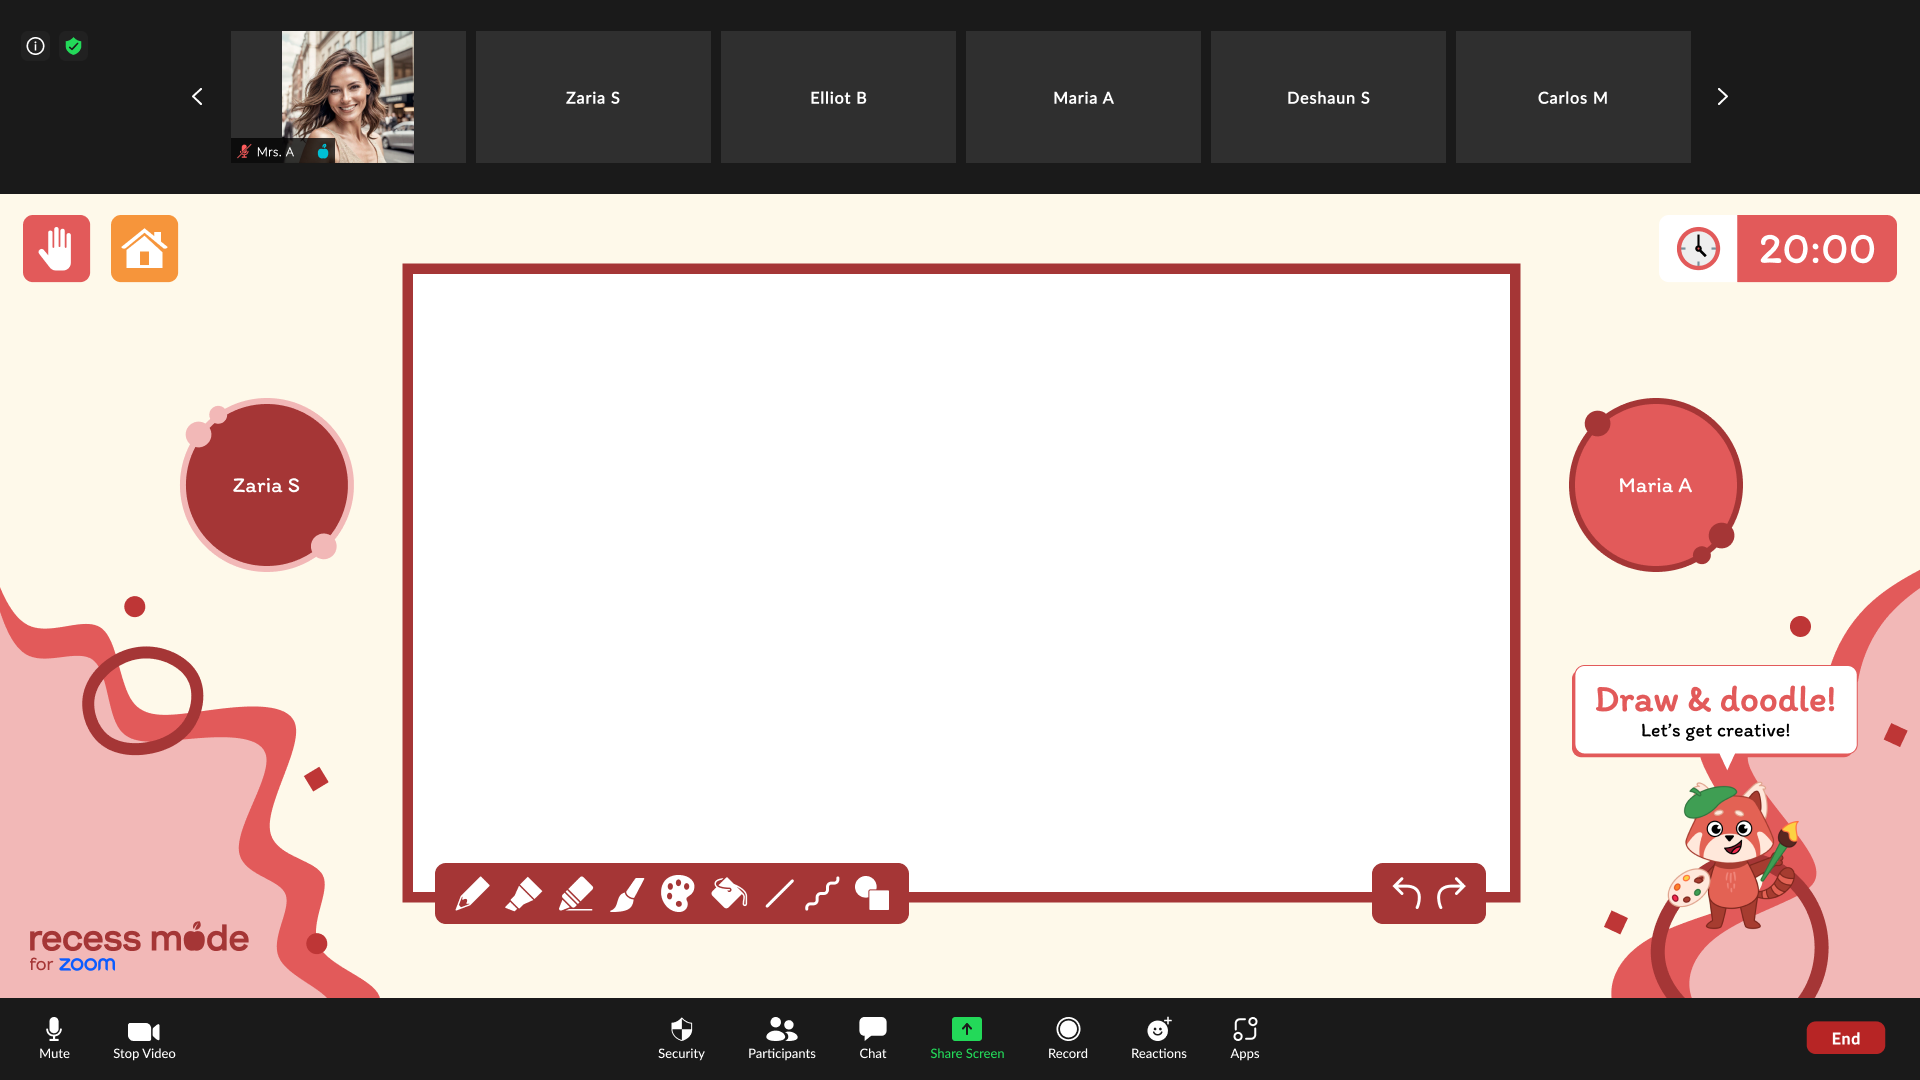 Mrs. A
Zaria S
Elliot B
Maria A
Deshaun S
Carlos M
20:00
Zaria S
Maria A
Draw & doodle!
Let's get creative!
recess mode
for zoom
Mute
Stop Video
Security
Participants
Chat
Share Screen
Record
Reactions
Apps
End